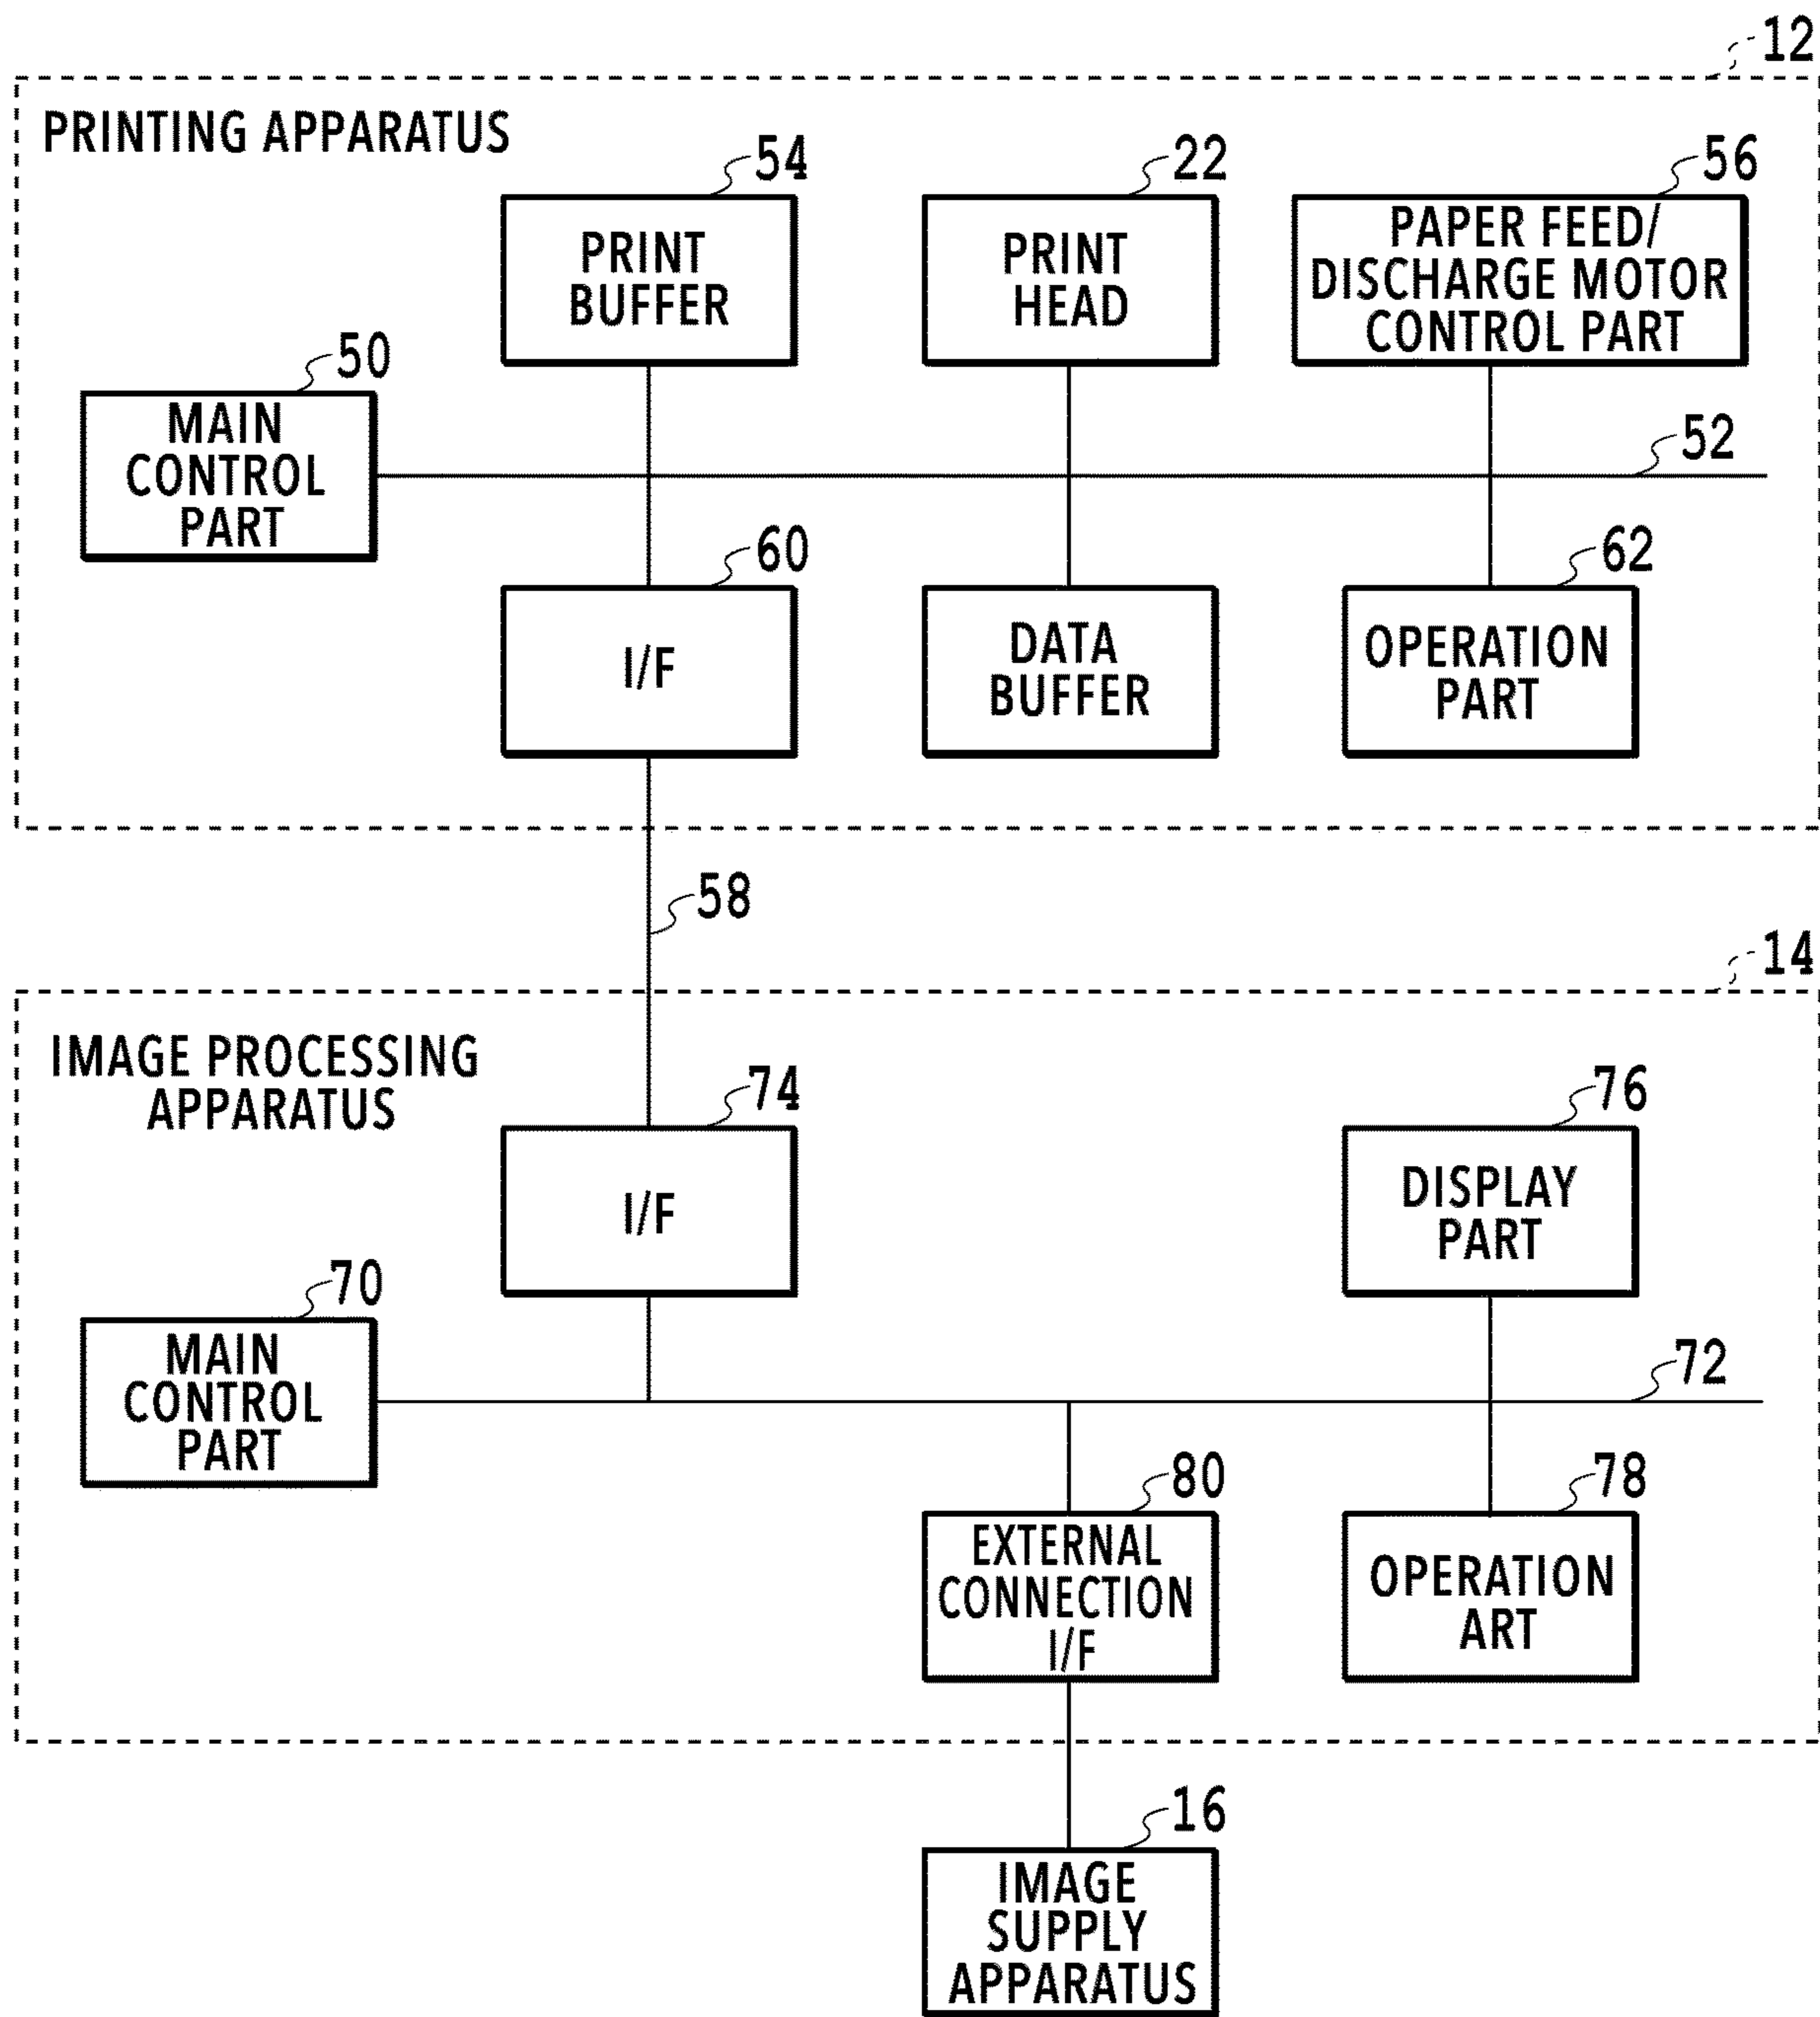 12
PRINTING APPARATUS
54
22
56
PRINT
BUFFER
PRINT
HEAD
PAPER FEED/
DISCHARGE MOTOR
CONTROL PART
50
MAIN
CONTROL
PART
52
60
62
I/F
DATA
BUFFER
OPERATION
PART
58
14
IMAGE PROCESSING
APPARATUS
74
76
I/F
DISPLAY
PART
70
MAIN
CONTROL
PART
72
80
78
EXTERNAL
CONNECTION
I/F
OPERATION
ART
16
IMAGE
SUPPLY
APPARATUS